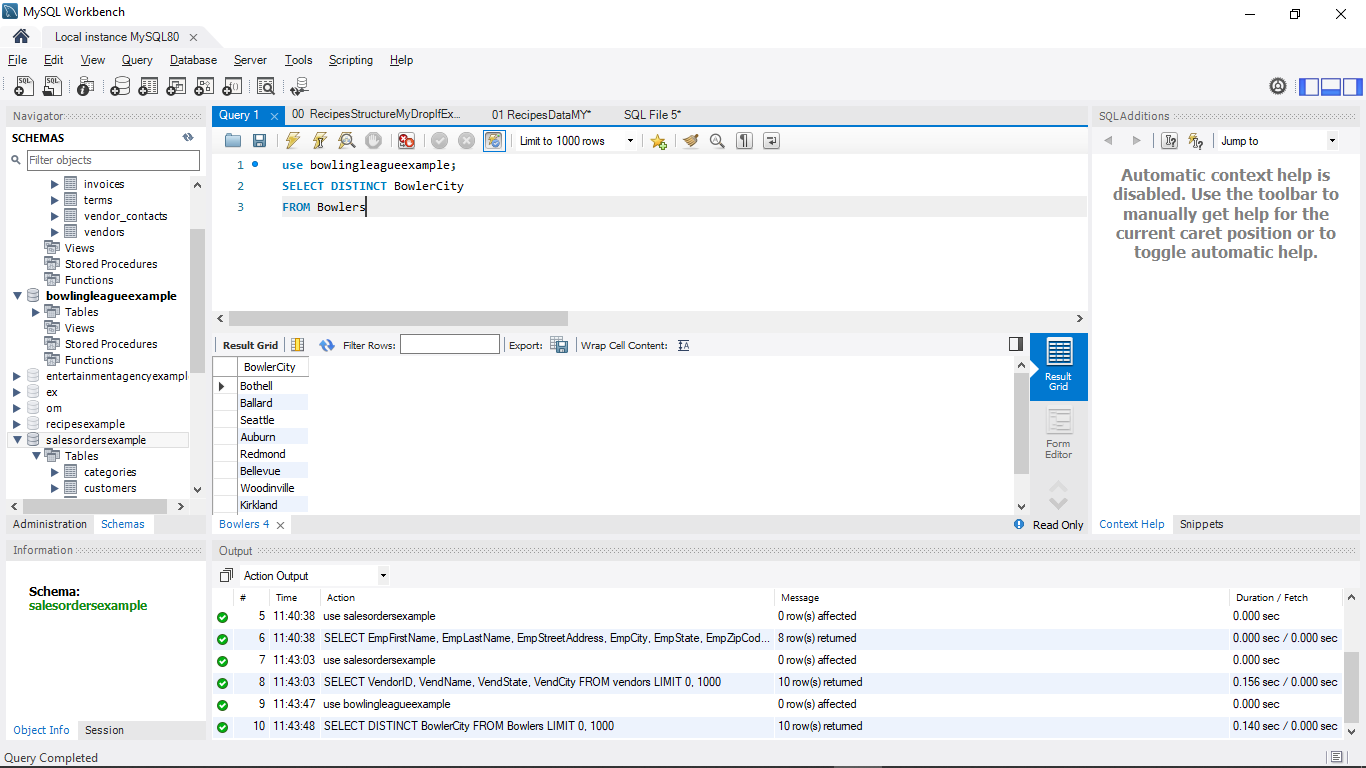 MySQL Workbench
Local instance MySQL80
File Edit View Query Database Server Tools Scripting Help
Navigator
SCHEMAS
Filter objects
invoices
terms
vendor_contacts
vendors
Views
Stored Procedures
Functions
bowlingleagueexample
Tables
Views
Stored Procedures
Functions
entertainmentagencyexampl
ex
om
recipesexample
salesordersexample
Tables
categories
customers
Administration Schemas
Information
Schema:
salesordersexample
Object Info Session
Query 1 00 RecipesStructureMyDropIfEx... 01 RecipesDataMY* SQL File 5*
Limit to 1000 rows
1 use bowlingleagueexample;
2 SELECT DISTINCT BowlerCity
3 FROM Bowlers
Result Grid Filter Rows: Export: Wrap Cell Content:
BowlerCity
Bothell
Ballard
Seattle
Auburn
Redmond
Bellevue
Woodinville
Kirkland
Result
Grid
Form
Editor
Bowlers 4 Read Only
SQLAdditions
Jump to
Automatic context help is
disabled. Use the toolbar to
manually get help for the
current caret position or to
toggle automatic help.
Context Help Snippets
Output
Action Output
# Time Action Message Duration / Fetch
5 11:40:38 use salesordersexample 0 row(s) affected 0.000 sec
6 11:40:38 SELECT EmpFirstName, EmpLastName, EmpStreetAddress, EmpCity, EmpState, EmpZipCod... 8 row(s) returned 0.000 sec / 0.000 sec
7 11:43:03 use salesordersexample 0 row(s) affected 0.000 sec
8 11:43:03 SELECT VendorID, VendName, VendState, VendCity FROM vendors LIMIT 0, 1000 10 row(s) returned 0.156 sec / 0.000 sec
9 11:43:47 use bowlingleagueexample 0 row(s) affected 0.000 sec
10 11:43:48 SELECT DISTINCT BowlerCity FROM Bowlers LIMIT 0, 1000 10 row(s) returned 0.140 sec / 0.000 sec
Query Completed